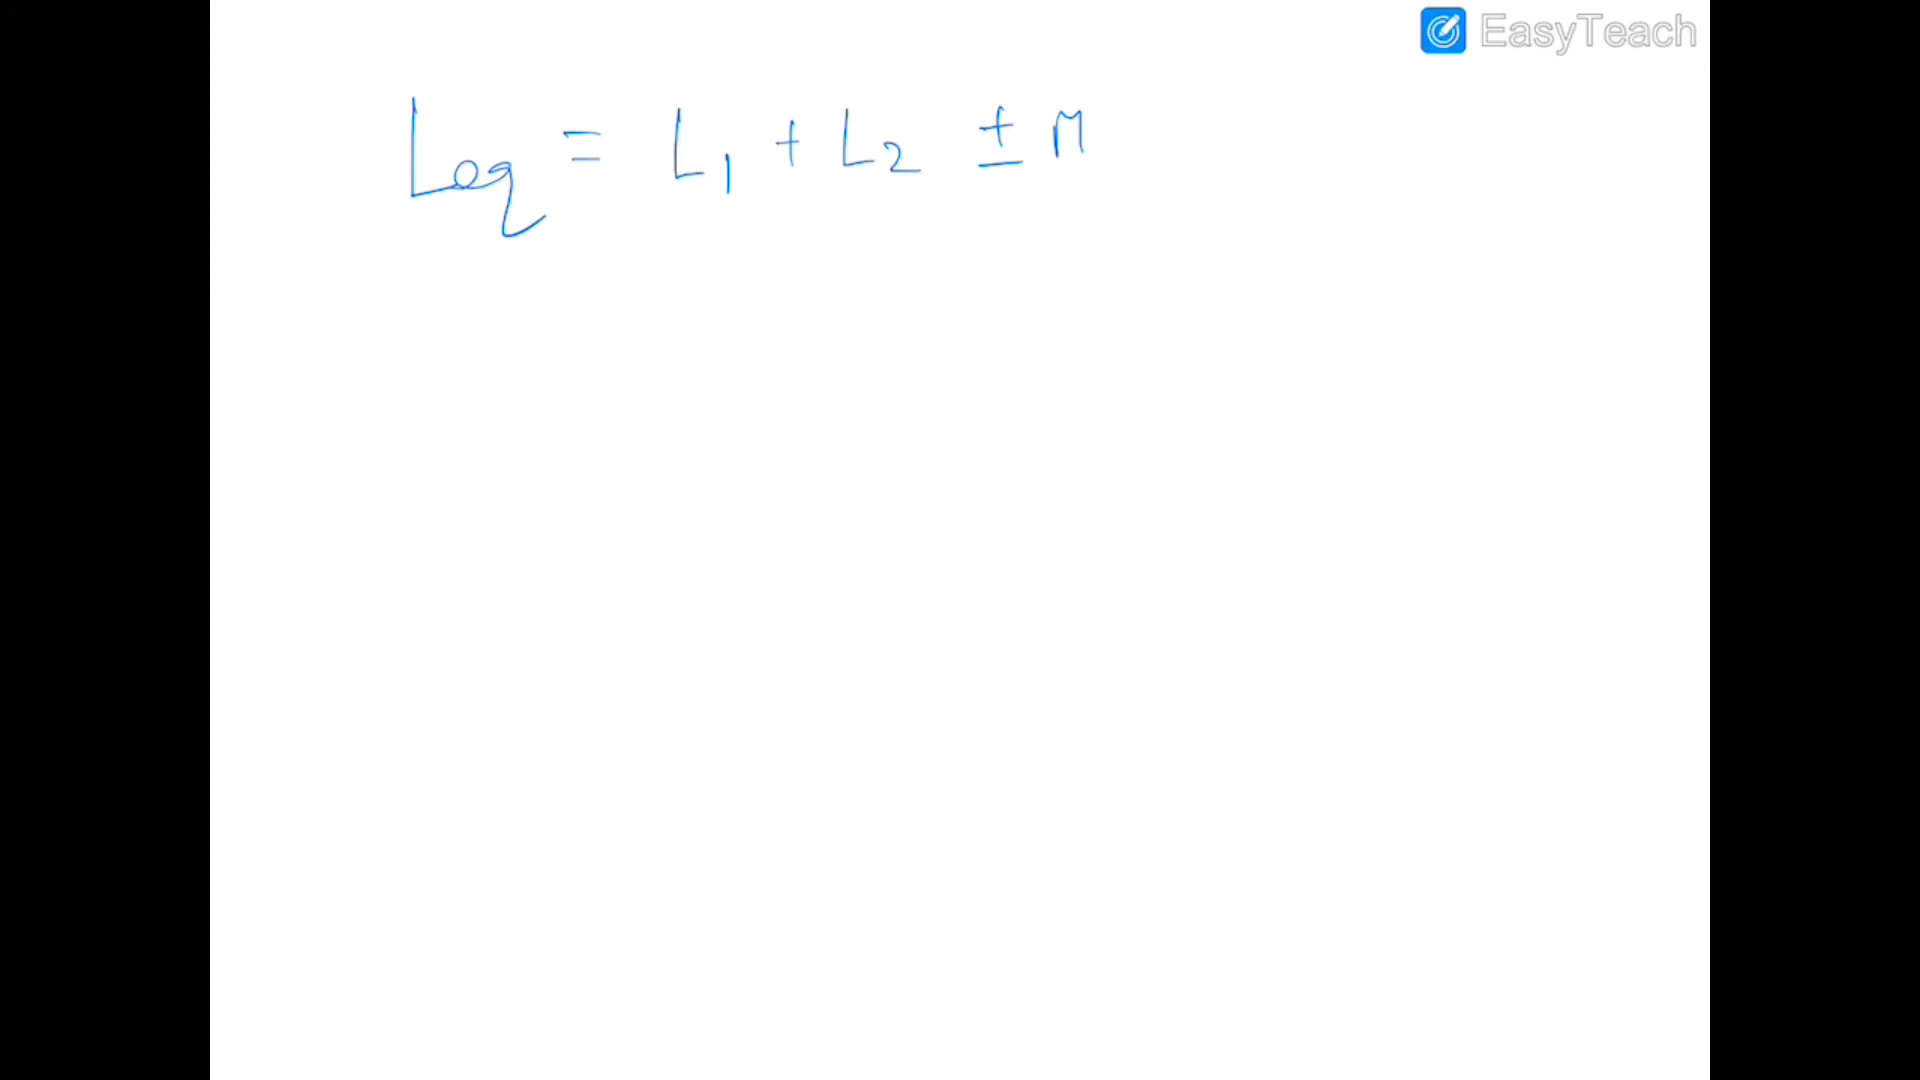 EasyTeach
Leq = L1 + L2 ± M